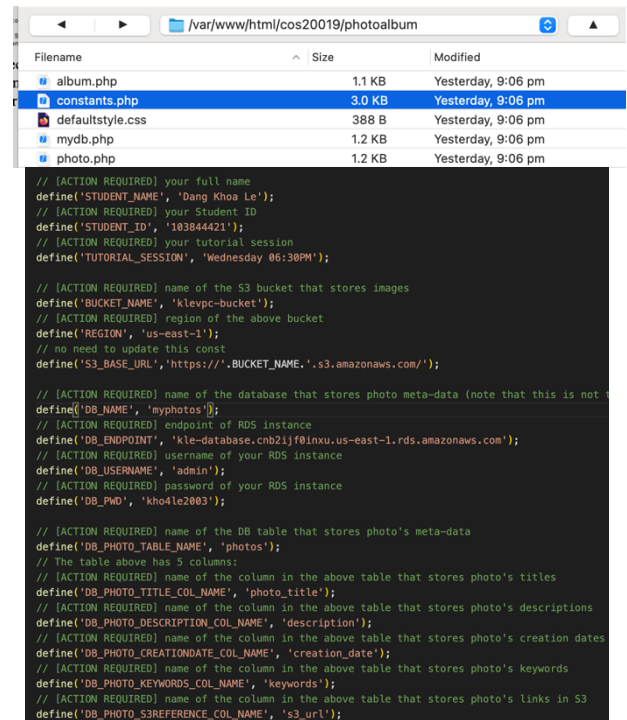 /var/www/html/cos20019/photoalbum
Filename Size Modified
album.php 1.1 KB Yesterday, 9:06 pm
constants.php 3.0 KB Yesterday, 9:06 pm
defaultstyle.css 388 B Yesterday, 9:06 pm
mydb.php 1.2 KB Yesterday, 9:06 pm
photo.php 1.2 KB Yesterday, 9:06 pm
// [ACTION REQUIRED] your full name
define('STUDENT_NAME', 'Dang Khoa Le');
// [ACTION REQUIRED] your Student ID
define('STUDENT_ID', '103844421');
// [ACTION REQUIRED] your tutorial session
define('TUTORIAL_SESSION', 'Wednesday 06:30PM');
// [ACTION REQUIRED] name of the S3 bucket that stores images
define('BUCKET_NAME', 'klevpc-bucket');
// [ACTION REQUIRED] region of the above bucket
define('REGION', 'us-east-1');
// no need to update this const
define('S3_BASE_URL','https://'.BUCKET_NAME.'.s3.amazonaws.com/');
// [ACTION REQUIRED] name of the database that stores photo meta-data (note that this is not
define('DB_NAME', 'myphotos');
// [ACTION REQUIRED] endpoint of RDS instance
define('DB_ENDPOINT', 'kle-database.cnb2ijf0inxu.us-east-1.rds.amazonaws.com');
// [ACTION REQUIRED] username of your RDS instance
define('DB_USERNAME', 'admin');
// [ACTION REQUIRED] password of your RDS instance
define('DB_PWD', 'kho4le2003');
// [ACTION REQUIRED] name of the DB table that stores photo's meta-data
define('DB_PHOTO_TABLE_NAME', 'photos');
// The table above has 5 columns:
// [ACTION REQUIRED] name of the column in the above table that stores photo's titles
define('DB_PHOTO_TITLE_COL_NAME', 'photo_title');
// [ACTION REQUIRED] name of the column in the above table that stores photo's descriptions
define('DB_PHOTO_DESCRIPTION_COL_NAME', 'description');
// [ACTION REQUIRED] name of the column in the above table that stores photo's creation dates
define('DB_PHOTO_CREATIONDATE_COL_NAME', 'creation_date');
// [ACTION REQUIRED] name of the column in the above table that stores photo's keywords
define('DB_PHOTO_KEYWORDS_COL_NAME', 'keywords');
// [ACTION REQUIRED] name of the column in the above table that stores photo's links in S3
define('DB_PHOTO_S3REFERENCE_COL_NAME', 's3_url');